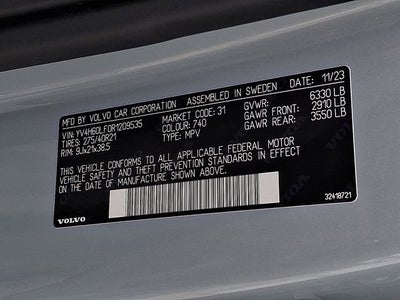 MFD BY VOLVO CAR CORPORATION ASSEMBLED IN SWEDEN DATE: 11/23
VIN: YV4H60LF0R1209535 MARKET CODE: 31 GVWR: 6330 LB
TIRES: 275/40R21 COLOUR: 740 GAWR FRONT: 2910 LB
RIM: 9Jx21x38.5 TYPE: MPV GAWR REAR: 3550 LB
THIS VEHICLE CONFORMS TO ALL APPLICABLE FEDERAL MOTOR
VEHICLE SAFETY AND THEFT PREVENTION STANDARDS IN EFFECT
ON THE DATE OF MANUFACTURE SHOWN ABOVE.
VOLVO 32418721